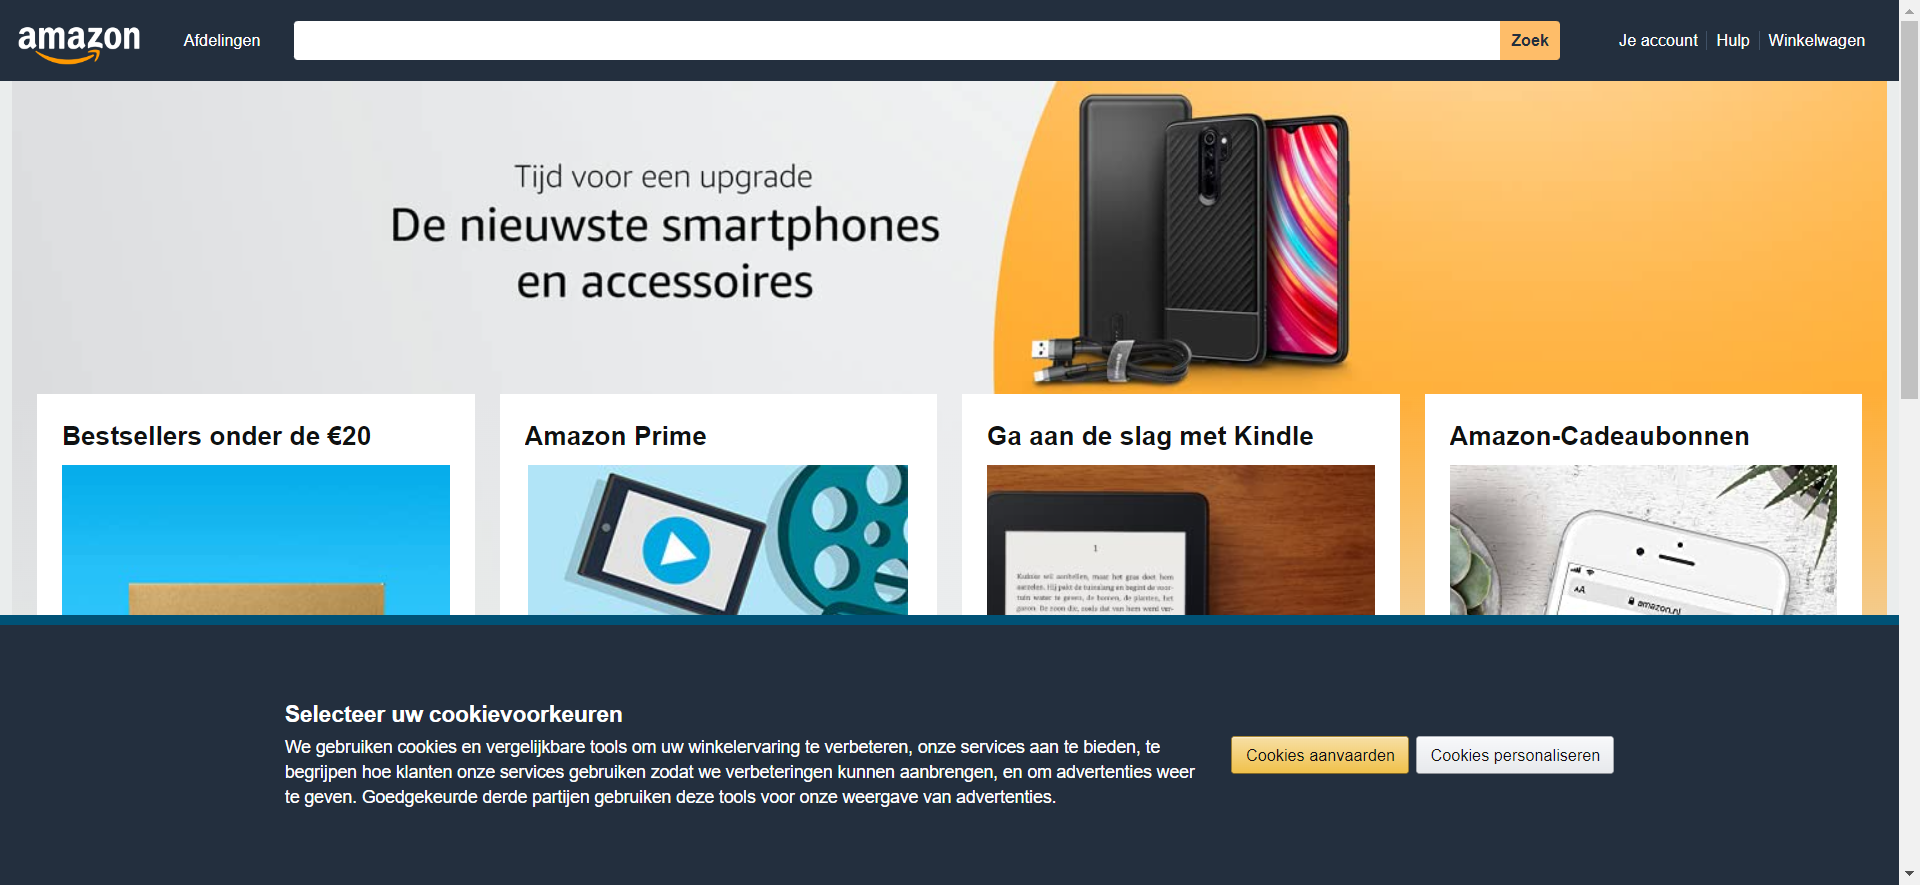 amazon
Afdelingen
Zoek
Je account
Hulp
Winkelwagen
Tijd voor een upgrade
De nieuwste smartphones
en accessoires
Bestsellers onder de €20
Amazon Prime
Ga aan de slag met Kindle
Amazon-Cadeaubonnen
1
AA
amazon.nl
Selecteer uw cookievoorkeuren
We gebruiken cookies en vergelijkbare tools om uw winkelervaring te verbeteren, onze services aan te bieden, te
begrijpen hoe klanten onze services gebruiken zodat we verbeteringen kunnen aanbrengen, en om advertenties weer
te geven. Goedgekeurde derde partijen gebruiken deze tools voor onze weergave van advertenties.
Cookies aanvaarden
Cookies personaliseren